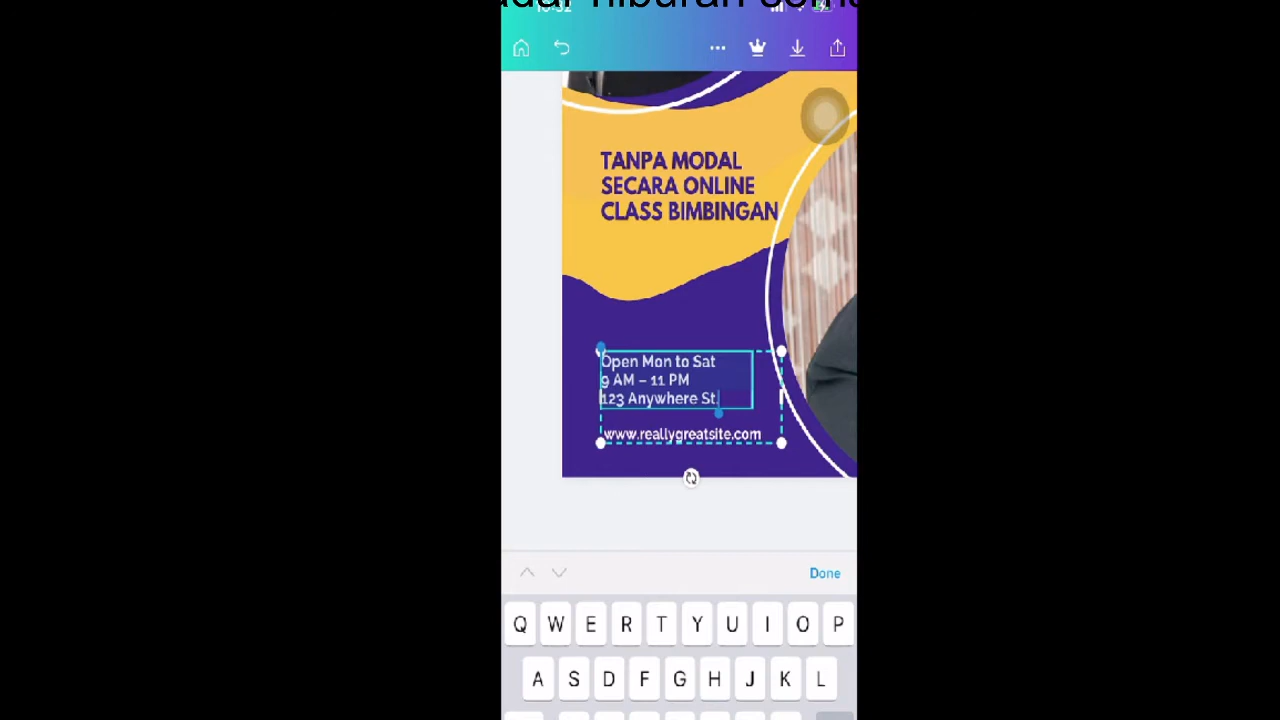 hiburan
TANPA MODAL
SECARA ONLINE
CLASS BIMBINGAN
Open Mon to Sat
9 AM – 11 PM
123 Anywhere St.
www.reallygreatsite.com
Done
Q W E R T Y U I O P
A S D F G H J K L